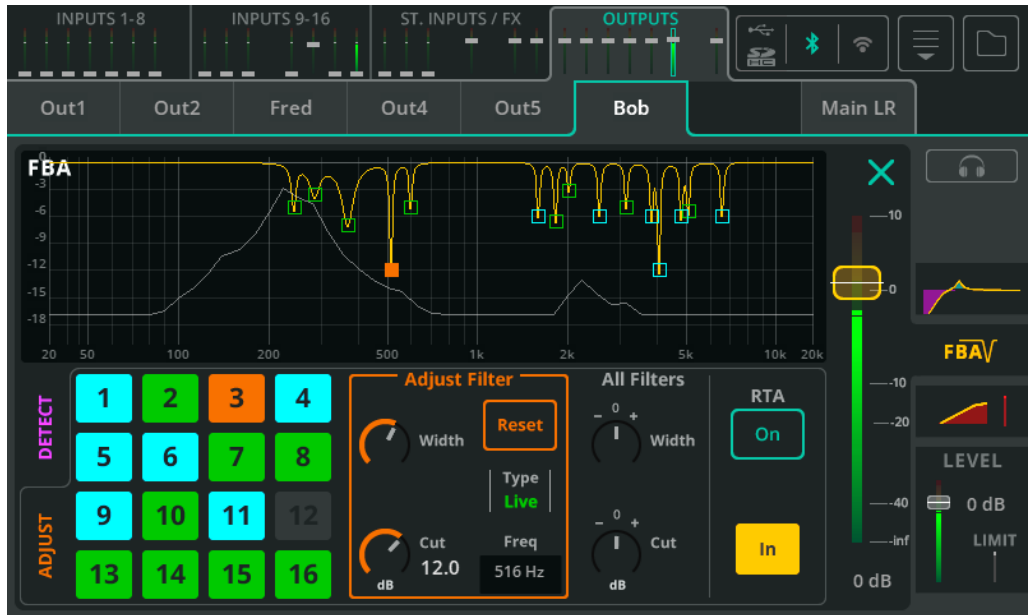 INPUTS 1-8 INPUTS 9-16 ST. INPUTS / FX OUTPUTS
Out1 Out2 Fred Out4 Out5 Bob Main LR
FBA
0
-3
-6
-9
-12
-15
-18
20 50 100 200 500 1k 2k 5k 10k 20k
10
0
-10
-20
-40
-inf
0 dB
DETECT
ADJUST
1 2 3 4
5 6 7 8
9 10 11 12
13 14 15 16
Adjust Filter
Width
Reset
Type
Live
Cut
12.0
dB
Freq
516 Hz
All Filters
- 0 +
Width
- 0 +
Cut
dB
RTA
On
In
FBA
LEVEL
0 dB
LIMIT